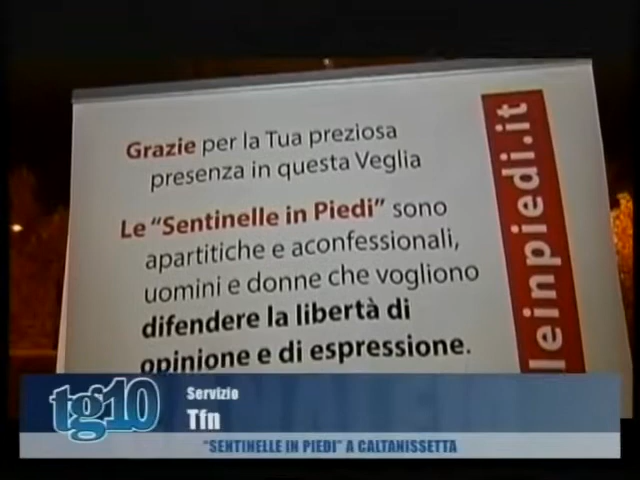 Grazie per la Tua preziosa
presenza in questa Veglia
Le "Sentinelle in Piedi" sono
apartitiche e aconfessionali,
uomini e donne che vogliono
difendere la libertà di
opinione e di espressione.
leinpiedi.it
tg10
Servizio
Tfn
"SENTINELLE IN PIEDI" A CALTANISSETTA